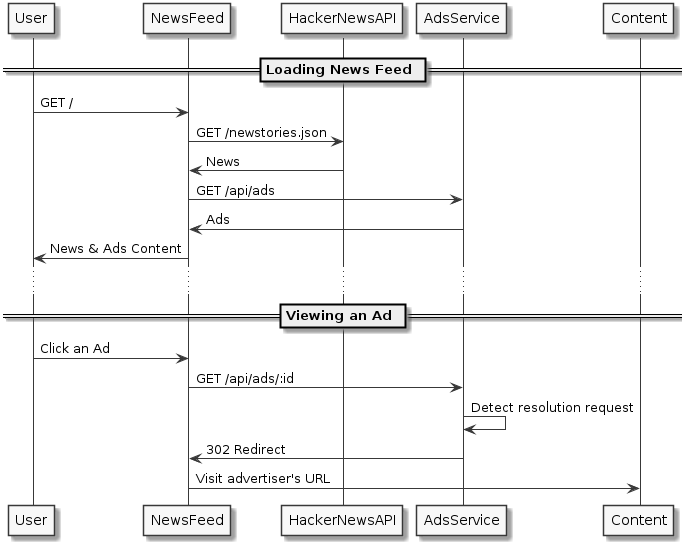 User NewsFeed HackerNewsAPI AdsService Content
Loading News Feed
GET /
GET /newstories.json
News
GET /api/ads
Ads
News & Ads Content
Viewing an Ad
Click an Ad
GET /api/ads/:id
Detect resolution request
302 Redirect
Visit advertiser's URL
User NewsFeed HackerNewsAPI AdsService Content